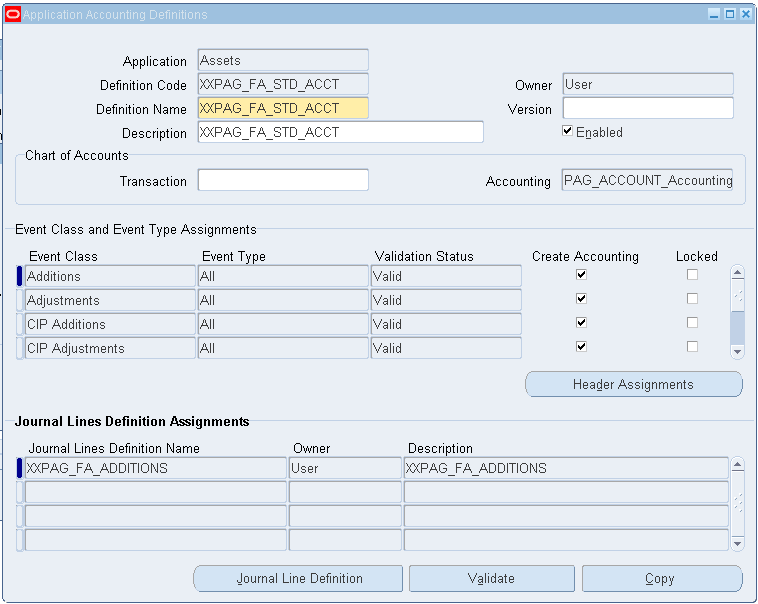 Application Accounting Definitions
Application Assets
Definition Code XXPAG_FA_STD_ACCT Owner User
Definition Name XXPAG_FA_STD_ACCT Version
Description XXPAG_FA_STD_ACCT Enabled
Chart of Accounts
Transaction Accounting PAG_ACCOUNT_Accounting
Event Class and Event Type Assignments
Event Class Event Type Validation Status Create Accounting Locked
Additions All Valid
Adjustments All Valid
CIP Additions All Valid
CIP Adjustments All Valid
Header Assignments
Journal Lines Definition Assignments
Journal Lines Definition Name Owner Description
XXPAG_FA_ADDITIONS User XXPAG_FA_ADDITIONS
Journal Line Definition Validate Copy